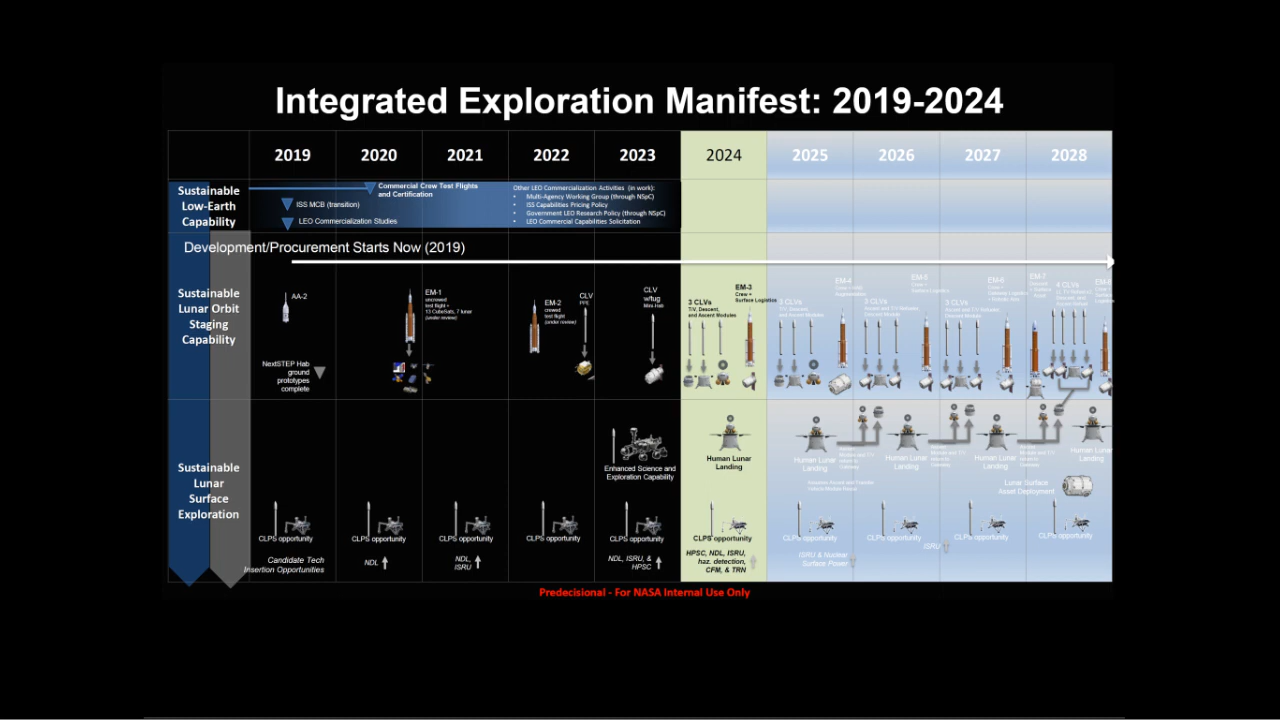 Integrated Exploration Manifest: 2019-2024
2019 2020 2021 2022 2023 2024 2025 2026 2027 2028
Sustainable
Low-Earth
Capability
Commercial Crew Test Flights
and Certification
ISS MCB (transition)
LEO Commercialization Studies
Other LEO Commercialization Activities (in work):
• Multi-Agency Working Group (through NSpC)
• ISS Capabilities Pricing Policy
• Government LEO Research Policy (through NSpC)
• LEO Commercial Capabilities Solicitation
Development/Procurement Starts Now (2019)
Sustainable
Lunar Orbit
Staging
Capability
AA-2
NextSTEP Hab
ground
prototypes
complete
EM-1
uncrewed
test flight +
13 CubeSats, 7 lunar
(under review)
EM-2
crewed
test flight
(under review)
CLV
PPE
CLV
w/tug
Mini Hab
3 CLVs
T/V, Descent,
and Ascent Modules
EM-3
Crew +
Surface Logistics
3 CLVs
EM-4
3 CLVs
EM-5
3 CLVs
EM-6
EM-7
4 CLVs
Sustainable
Lunar
Surface
Exploration
Enhanced Science and
Exploration Capability
Human Lunar
Landing
Human Lunar
Landing
Human Lunar
Landing
Human Lunar
Landing
Human Lunar
Landing
Lunar Surface
Asset Deployment
CLPS opportunity
CLPS opportunity
CLPS opportunity
CLPS opportunity
CLPS opportunity
CLPS opportunity
CLPS opportunity
CLPS opportunity
CLPS opportunity
CLPS opportunity
Candidate Tech
Insertion Opportunities
NDL
NDL,
ISRU
NDL, ISRU, &
HPSC
HPSC, NDL, ISRU,
haz. detection,
CFM, & TRN
ISRU & Nuclear
Surface Power
ISRU
Predecisional - For NASA Internal Use Only